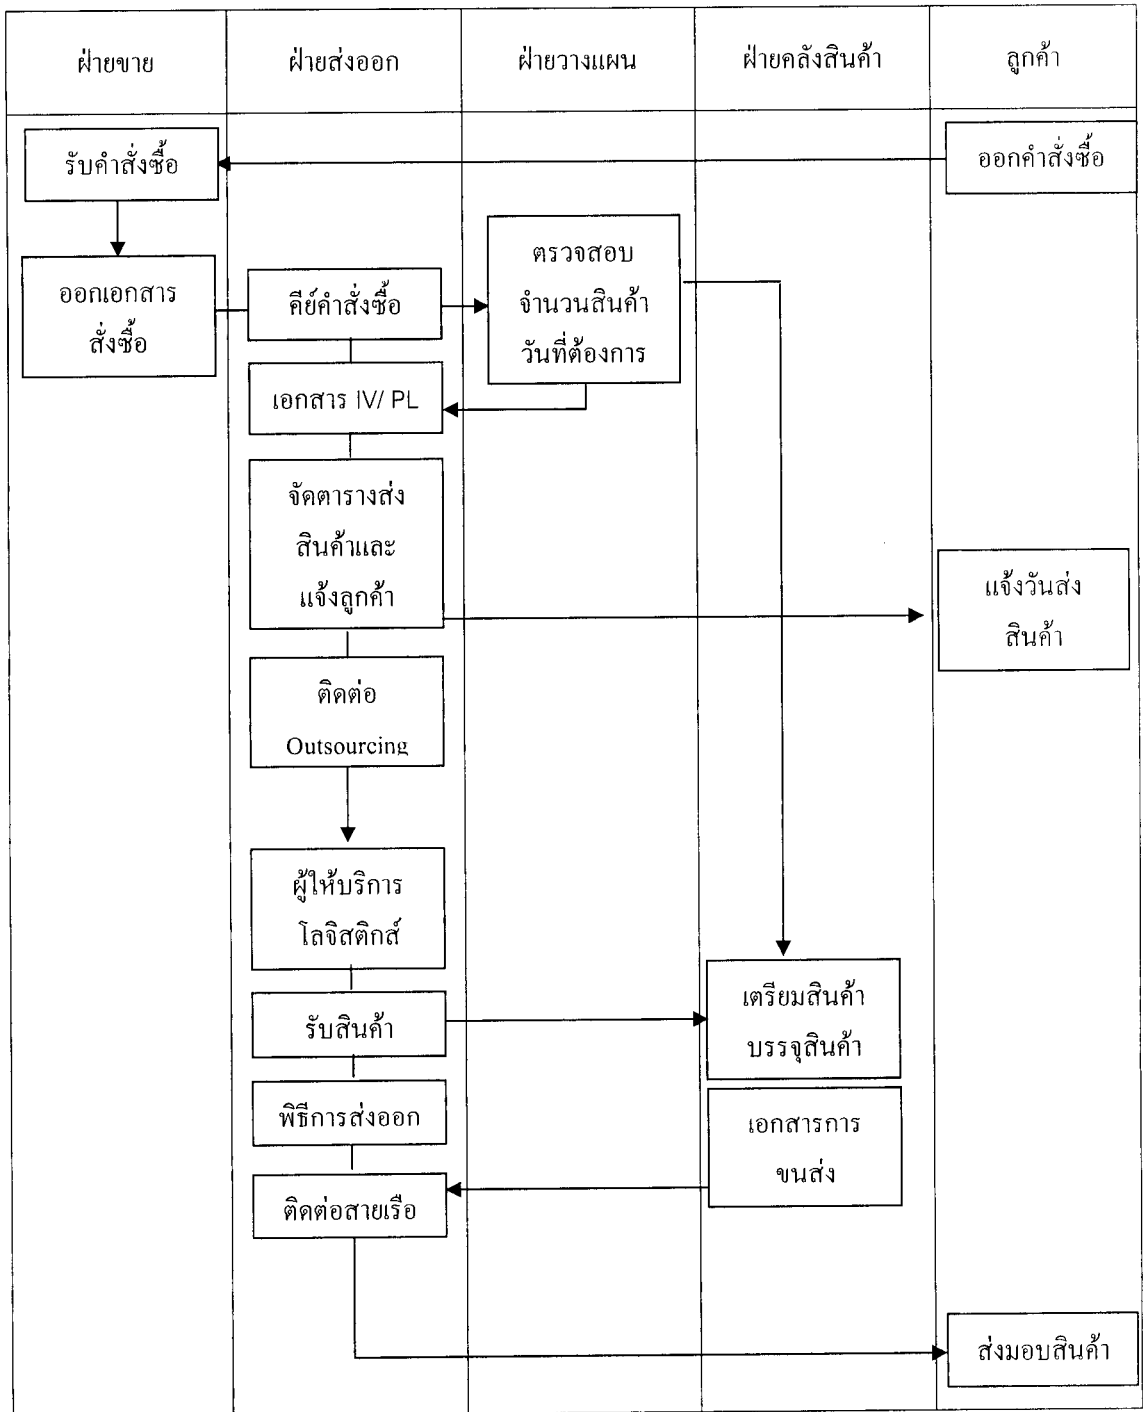 ฝ่ายขาย
ฝ่ายส่งออก
ฝ่ายวางแผน
ฝ่ายคลังสินค้า
ลูกค้า
รับคำสั่งซื้อ
ออกคำสั่งซื้อ
ออกเอกสาร
สั่งซื้อ
คีย์คำสั่งซื้อ
ตรวจสอบ
จำนวนสินค้า
วันที่ต้องการ
เอกสาร IV/ PL
จัดตารางส่ง
สินค้าและ
แจ้งลูกค้า
แจ้งวันส่ง
สินค้า
ติดต่อ
Outsourcing
ผู้ให้บริการ
โลจิสติกส์
รับสินค้า
เตรียมสินค้า
บรรจุสินค้า
พิธีการส่งออก
เอกสารการ
ขนส่ง
ติดต่อสายเรือ
ส่งมอบสินค้า